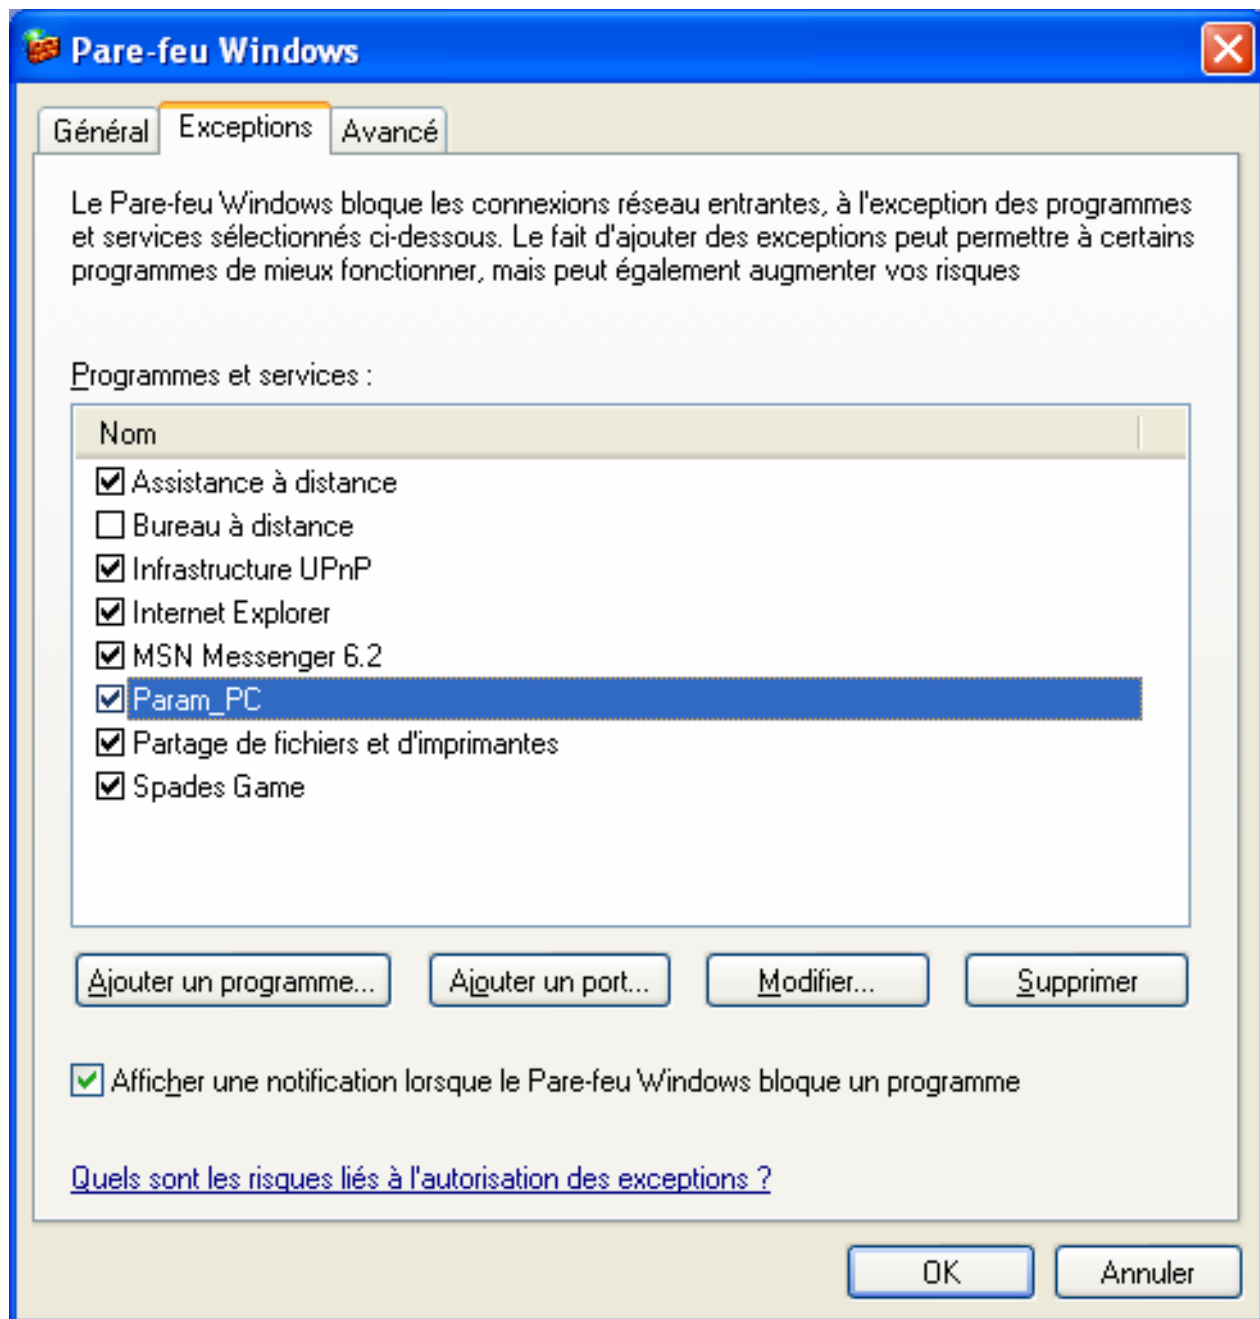 Pare-feu Windows
Général
Exceptions
Avancé
Le Pare-feu Windows bloque les connexions réseau entrantes, à l'exception des programmes
et services sélectionnés ci-dessous. Le fait d'ajouter des exceptions peut permettre à certains
programmes de mieux fonctionner, mais peut également augmenter vos risques
Programmes et services :
Nom
Assistance à distance
Bureau à distance
Infrastructure UPnP
Internet Explorer
MSN Messenger 6.2
Param_PC
Partage de fichiers et d'imprimantes
Spades Game
Ajouter un programme...
Ajouter un port...
Modifier...
Supprimer
Afficher une notification lorsque le Pare-feu Windows bloque un programme
Quels sont les risques liés à l'autorisation des exceptions ?
OK
Annuler